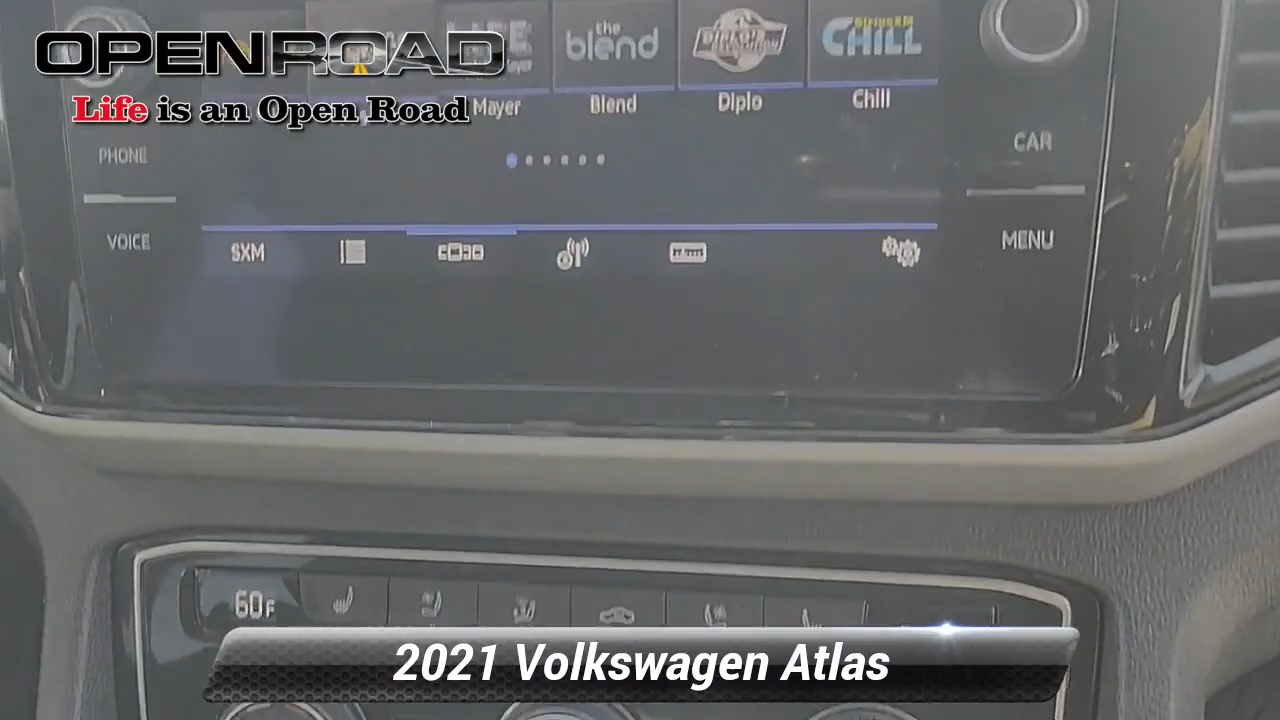 OPENROAD
Life is an Open Road
the blend
SiriusXM CHILL
Mayer Blend Diplo Chill
PHONE
CAR
VOICE
MENU
SXM
60F
2021 Volkswagen Atlas